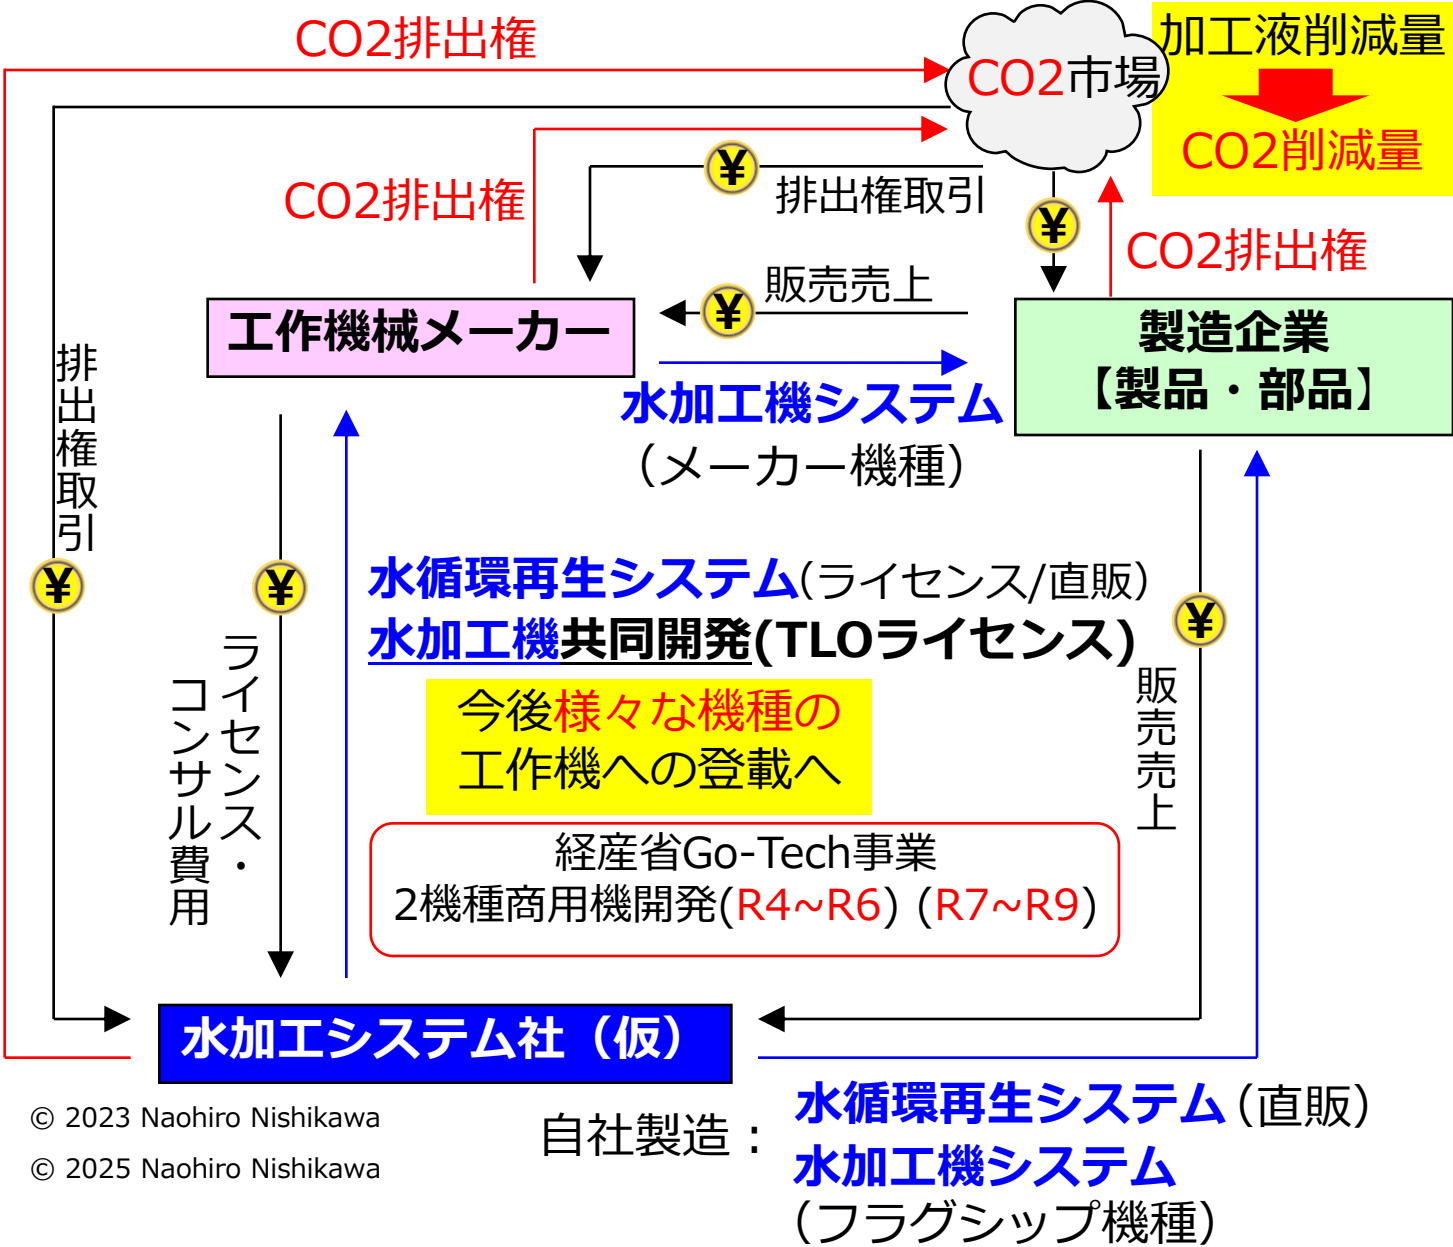 CO2排出権
CO2市場
加工液削減量
CO2削減量
CO2排出権
¥
排出権取引
¥
CO2排出権
¥
販売売上
工作機械メーカー
製造企業
【製品・部品】
水加工機システム
（メーカー機種）
排出権取引
¥
¥
水循環再生システム（ライセンス/直販）
水加工機共同開発(TLOライセンス)
¥
ライセンス・
コンサル費用
今後様々な機種の
工作機への登載へ
販売売上
経産省Go-Tech事業
2機種商用機開発(R4~R6) (R7~R9)
水加工システム社（仮）
© 2023 Naohiro Nishikawa
© 2025 Naohiro Nishikawa
自社製造：
水循環再生システム（直販）
水加工機システム
（フラグシップ機種）